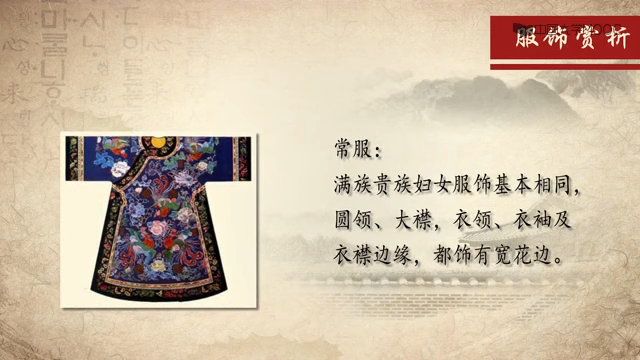 服饰赏析
常服：
满族贵族妇女服饰基本相同，
圆领、大襟，衣领、衣袖及
衣襟边缘，都饰有宽花边。